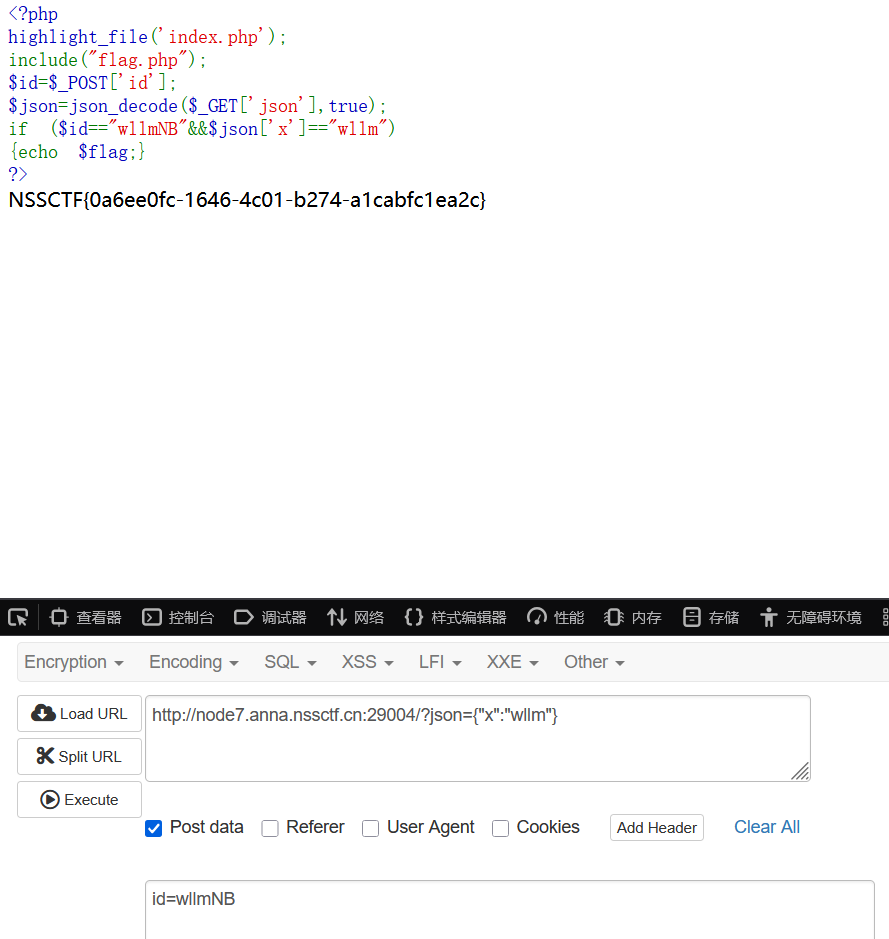 <?php
highlight_file('index.php');
include("flag.php");
$id=$_POST['id'];
$json=json_decode($_GET['json'],true);
if ($id=="wllmNB"&&$json['x']=="wllm")
{echo $flag;}
?>
NSSCTF{0a6ee0fc-1646-4c01-b274-a1cabfc1ea2c}
查看器 控制台 调试器 网络 样式编辑器 性能 内存 存储 无障碍环境
Encryption Encoding SQL XSS LFI XXE Other
Load URL http://node7.anna.nssctf.cn:29004/?json={"x":"wllm"}
Split URL
Execute
Post data Referer User Agent Cookies Add Header Clear All
id=wllmNB